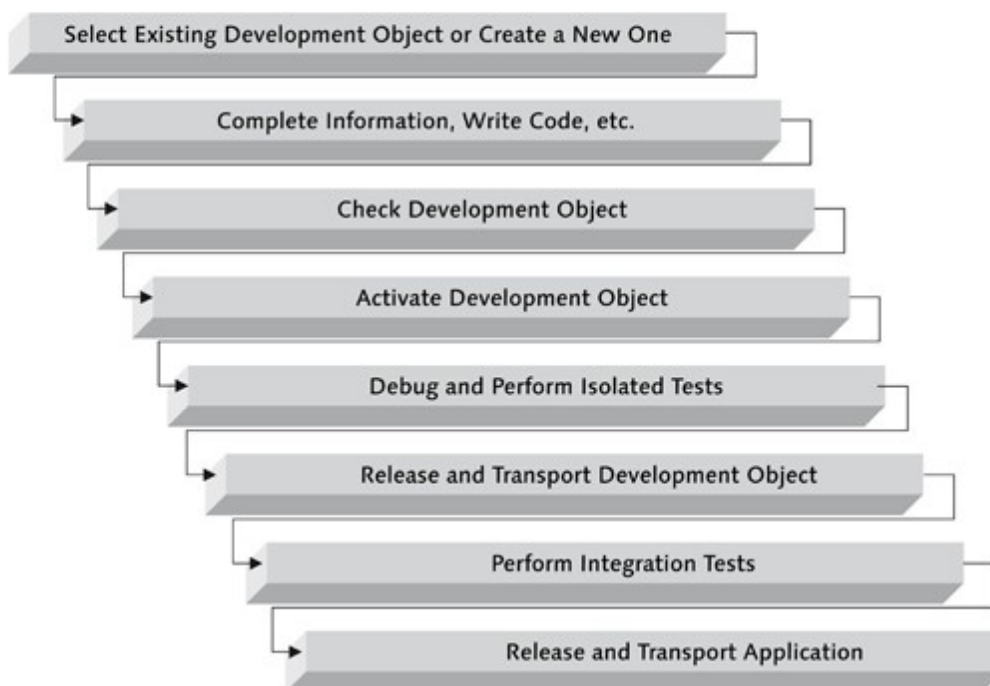 Select Existing Development Object or Create a New One
Complete Information, Write Code, etc.
Check Development Object
Activate Development Object
Debug and Perform Isolated Tests
Release and Transport Development Object
Perform Integration Tests
Release and Transport Application